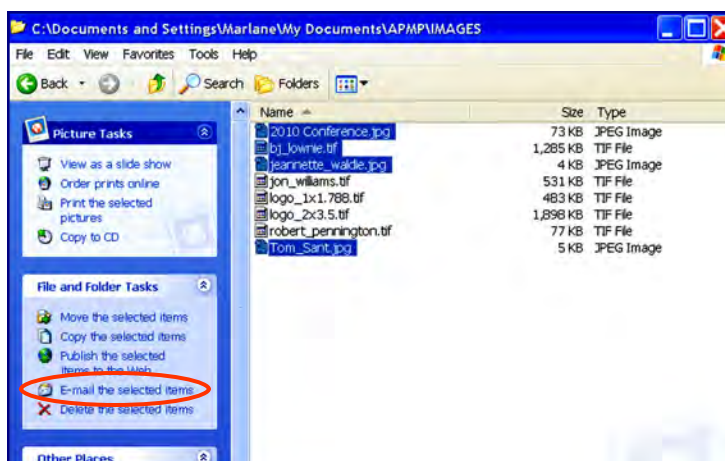 C:\Documents and Settings\Marlane\My Documents\APMP\IMAGES
File Edit View Favorites Tools Help
Back Search Folders
Name Size Type
Picture Tasks
View as a slide show
Order prints online
Print the selected
pictures
Copy to CD
File and Folder Tasks
Move the selected items
Copy the selected items
Publish the selected
items to the Web
E-mail the selected items
Delete the selected items
Other Places
2010 Conference.jpg 73 KB JPEG Image
bj_lownie.tif 1,285 KB TIF File
jeannette_waldie.jpg 4 KB JPEG Image
jon_williams.tif 531 KB TIF File
logo_1x1.788.tif 483 KB TIF File
logo_2x3.5.tif 1,898 KB TIF File
robert_pennington.tif 77 KB TIF File
Tom_Sant.jpg 5 KB JPEG Image